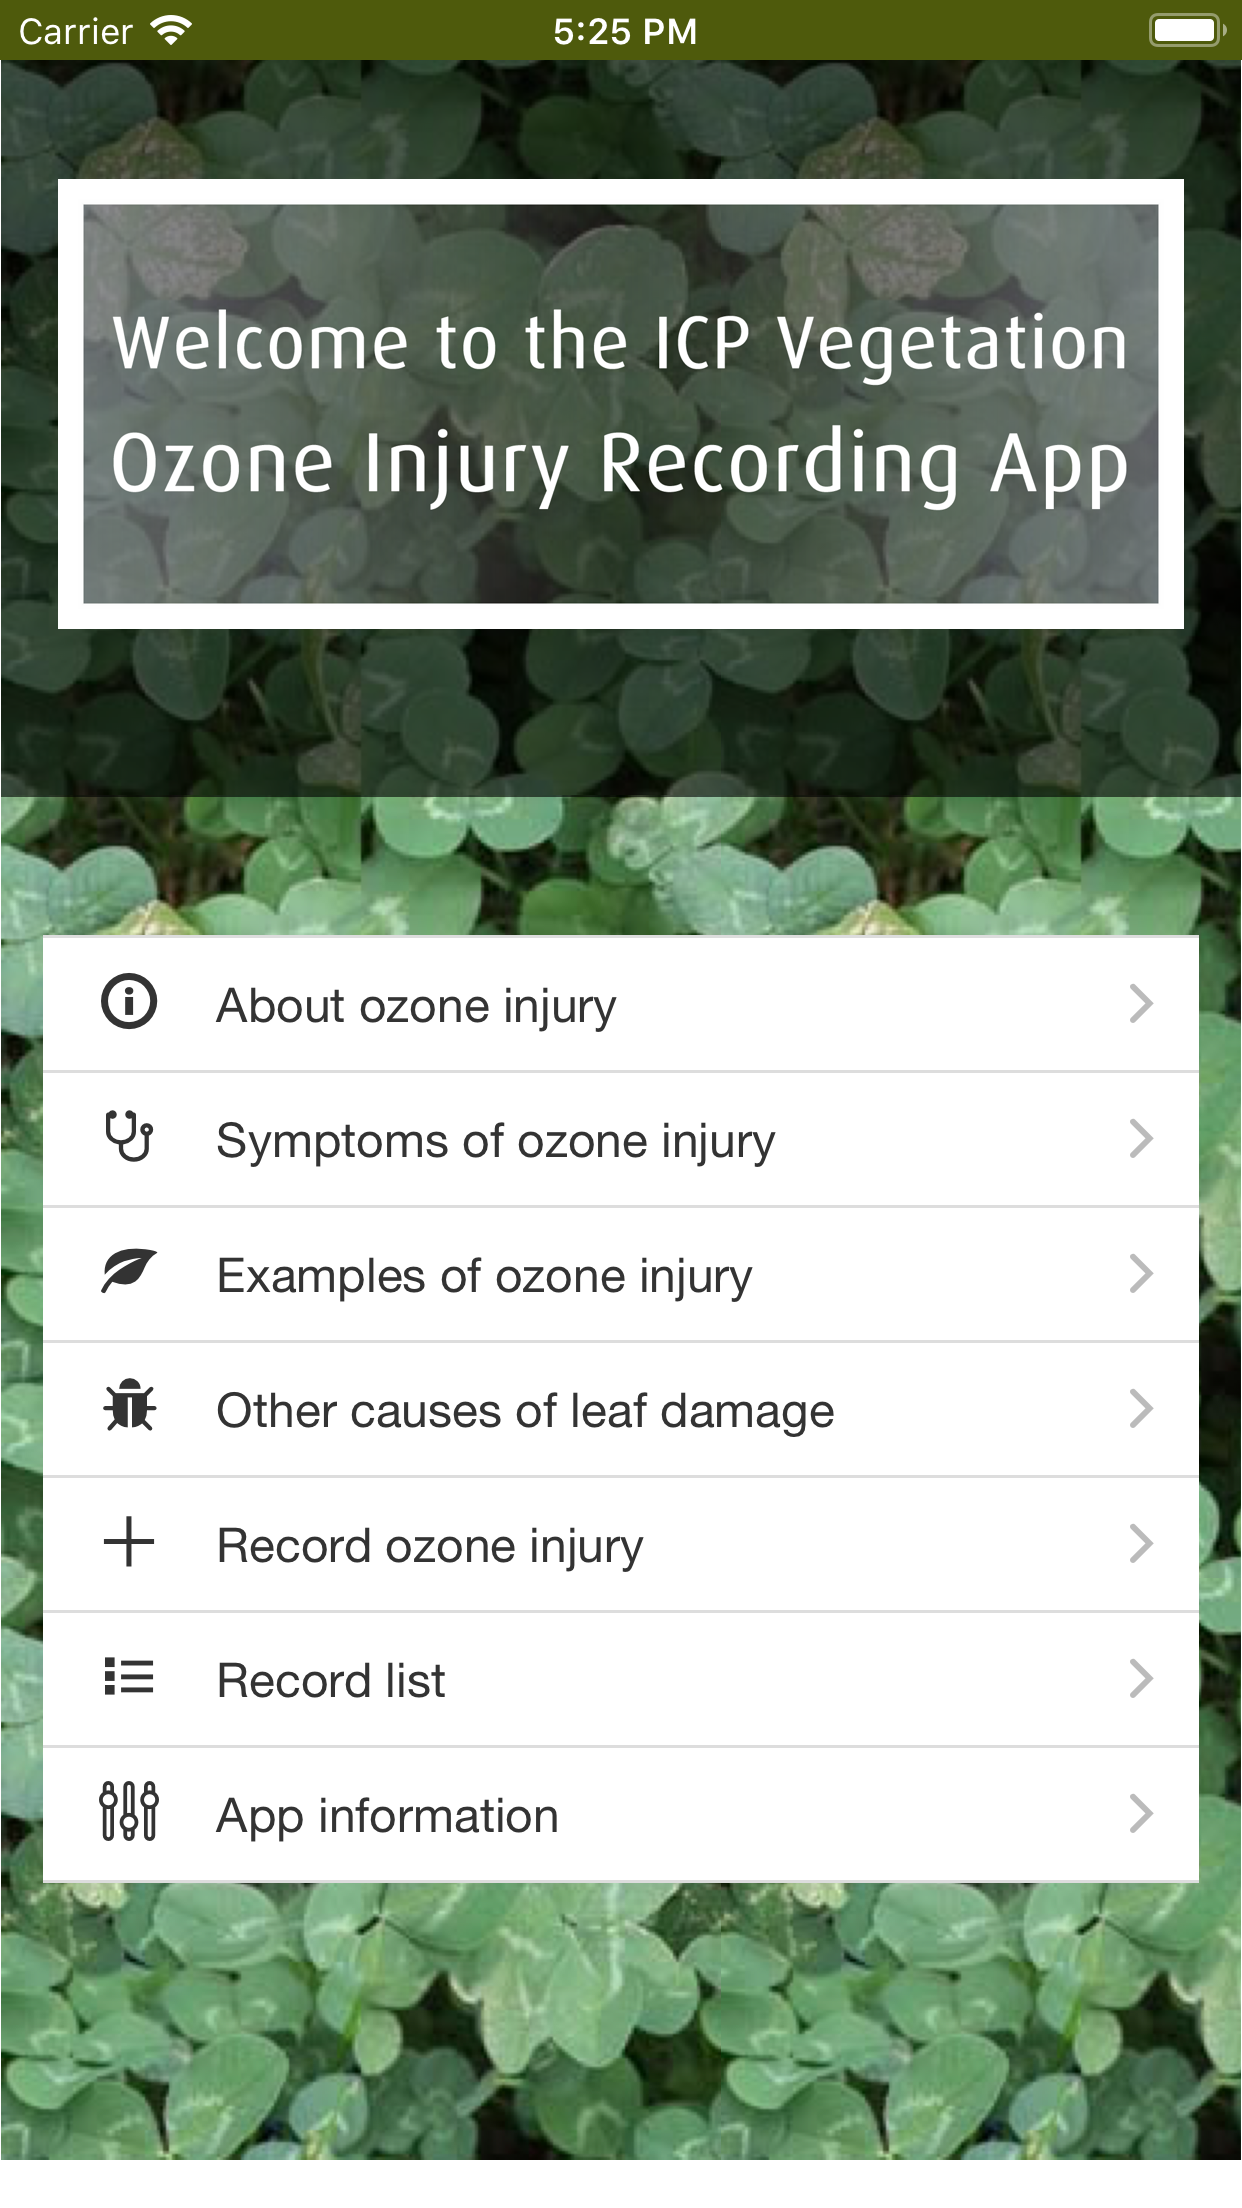 Carrier 5:25 PM
Welcome to the ICP Vegetation
Ozone Injury Recording App
About ozone injury
Symptoms of ozone injury
Examples of ozone injury
Other causes of leaf damage
Record ozone injury
Record list
App information